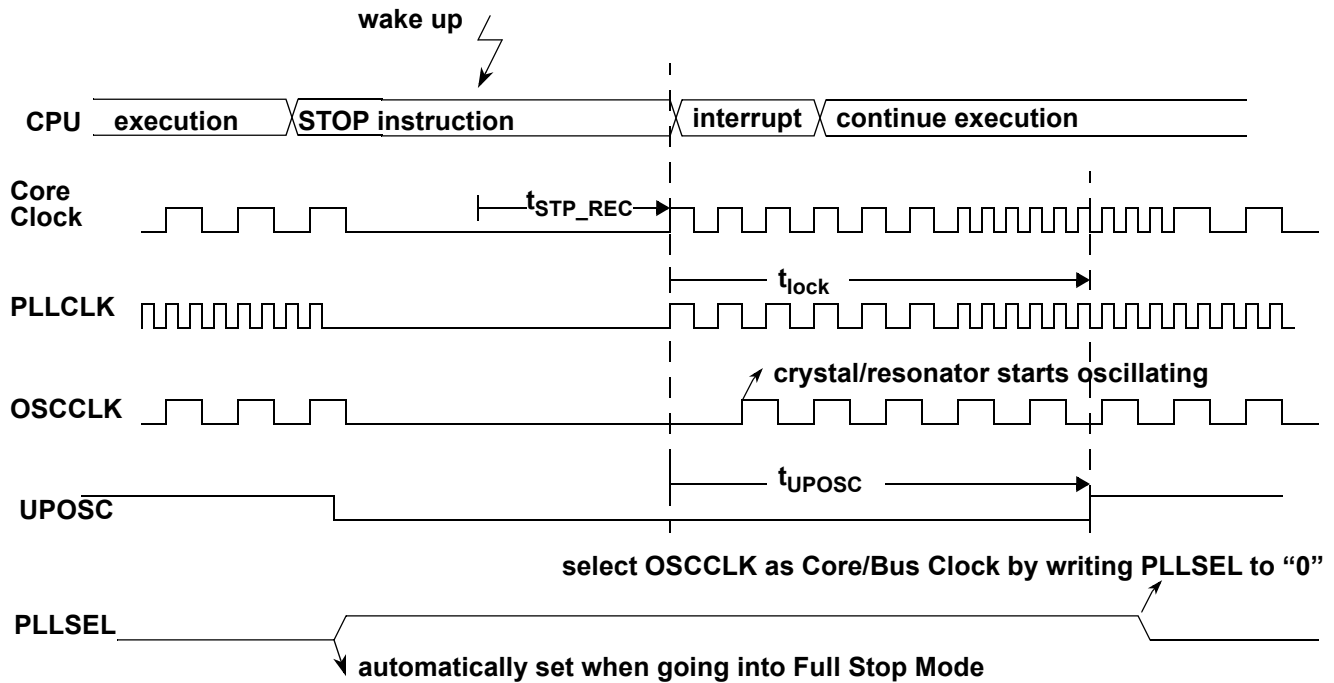 wake up
CPU execution STOP instruction interrupt continue execution
Core
Clock
tSTP_REC
tlock
PLLCLK
crystal/resonator starts oscillating
OSCCLK
tUPOSC
UPOSC
select OSCCLK as Core/Bus Clock by writing PLLSEL to “0”
PLLSEL
automatically set when going into Full Stop Mode